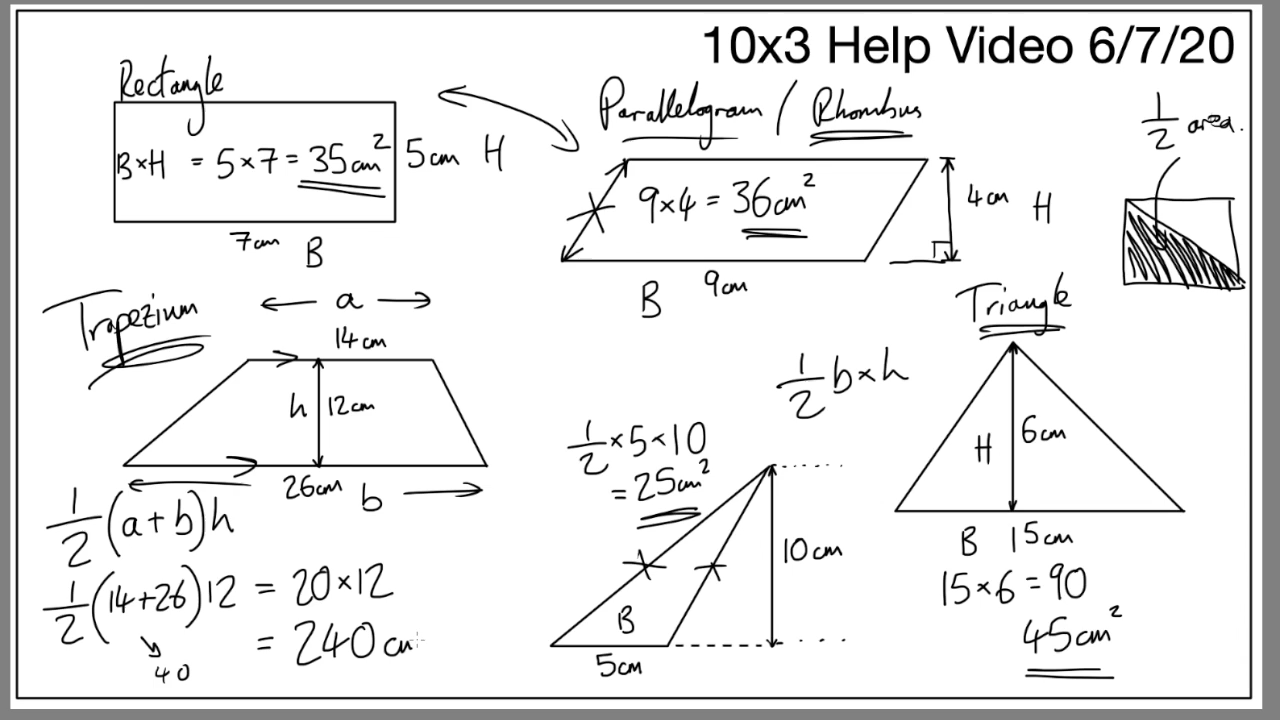 10x3 Help Video 6/7/20
Rectangle
B×H = 5×7 = 35cm²
5cm H
7cm B
Parallelogram / Rhombus
9×4 = 36cm²
4cm H
B 9cm
1/2 area.
Trapezium
a
14cm
h 12cm
26cm b
1/2(a+b)h
1/2(14+26)12 = 20×12
40
= 240cm
1/2 b×h
1/2×5×10
= 25cm²
10cm
B
5cm
Triangle
H 6cm
B 15cm
15×6=90
45cm²